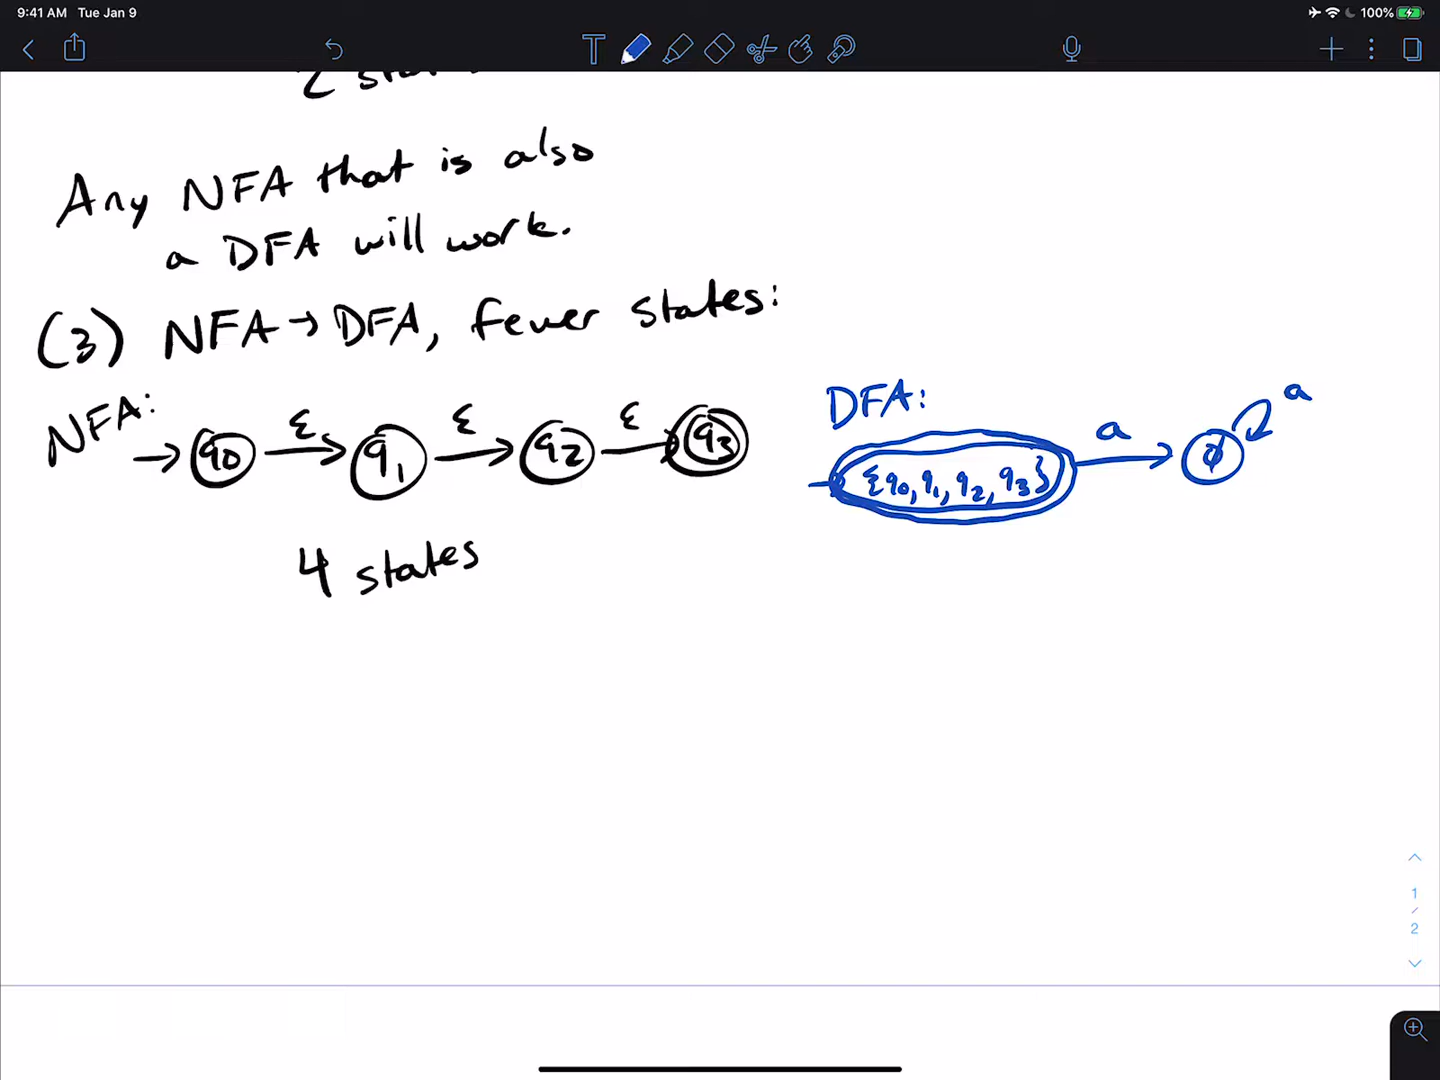 9:41 AM Tue Jan 9
100%
T
Any NFA that is also
a DFA will work.
(3) NFA → DFA, fewer states:
NFA:
→ q0 ε→ q1 ε→ q2 ε→ q3
4 states
DFA:
{q0, q1, q2, q3} a→ ∅ a
1
/
2